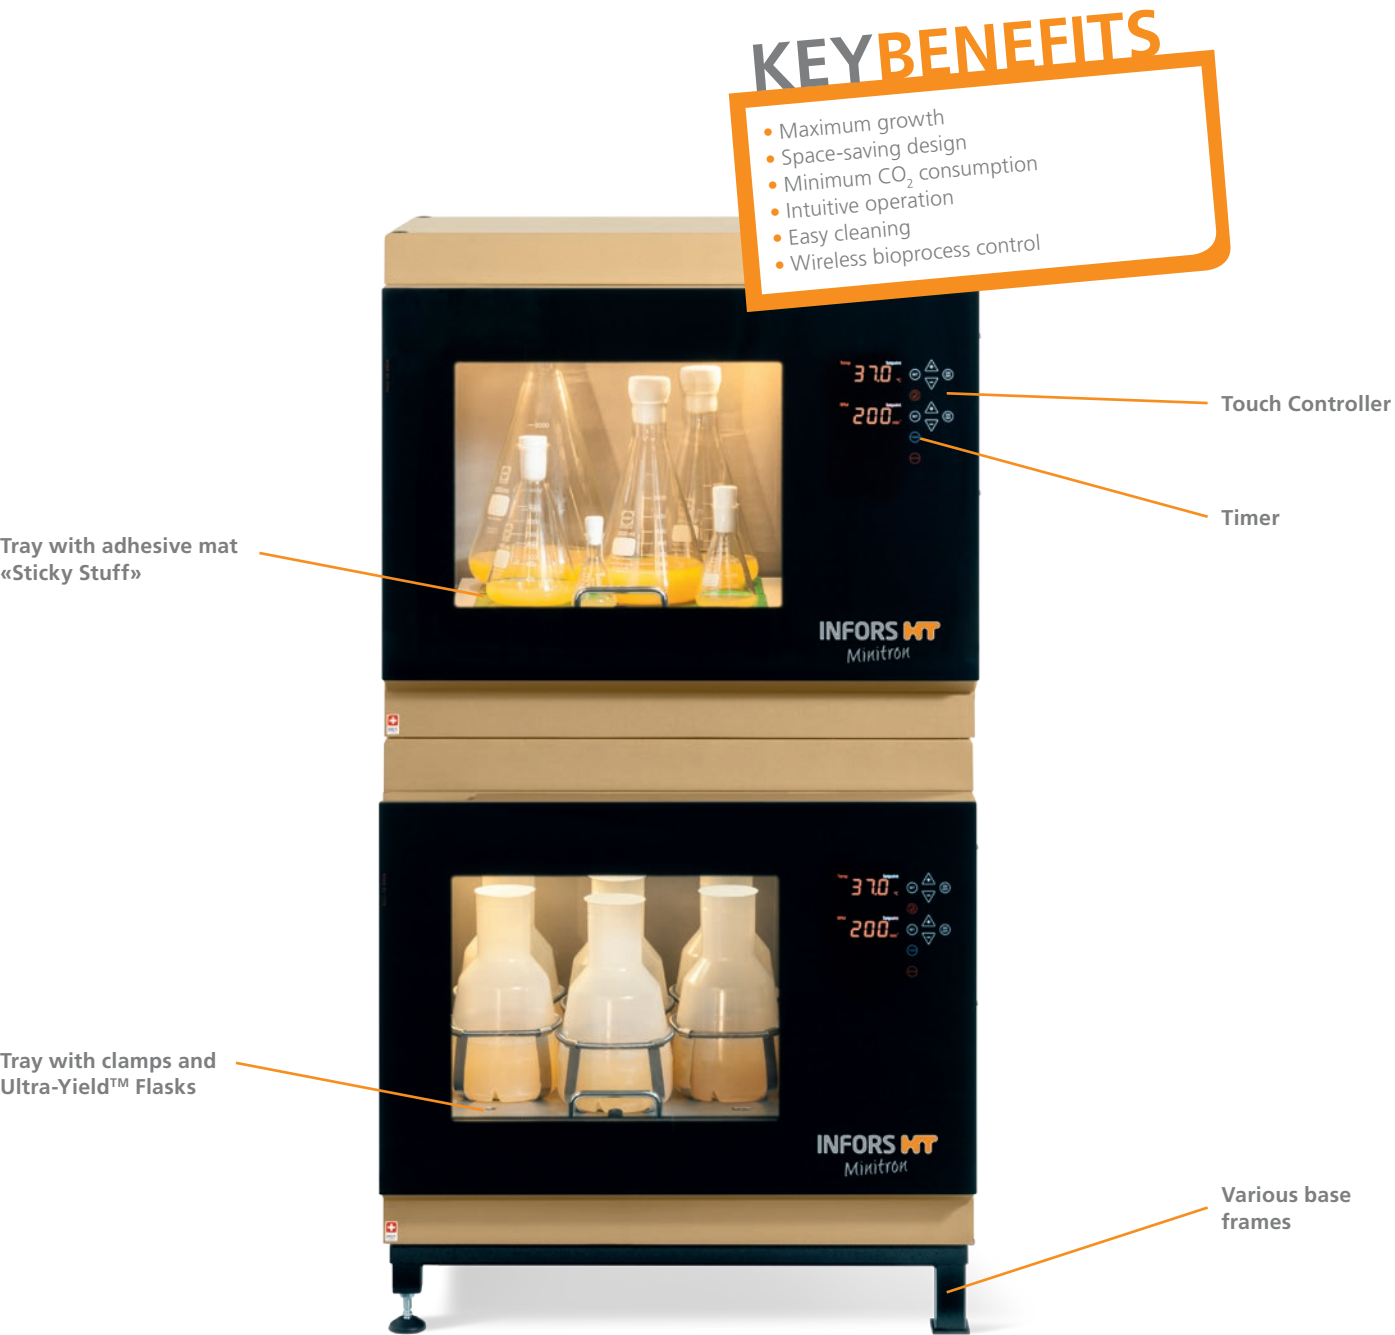 KEYBENEFITS
• Maximum growth
• Space-saving design
• Minimum CO₂ consumption
• Intuitive operation
• Easy cleaning
• Wireless bioprocess control
37.0
200
Touch Controller
Timer
Tray with adhesive mat
«Sticky Stuff»
INFORS HT
Minitron
37.0
200
Tray with clamps and
Ultra-Yield™ Flasks
INFORS HT
Minitron
Various base
frames